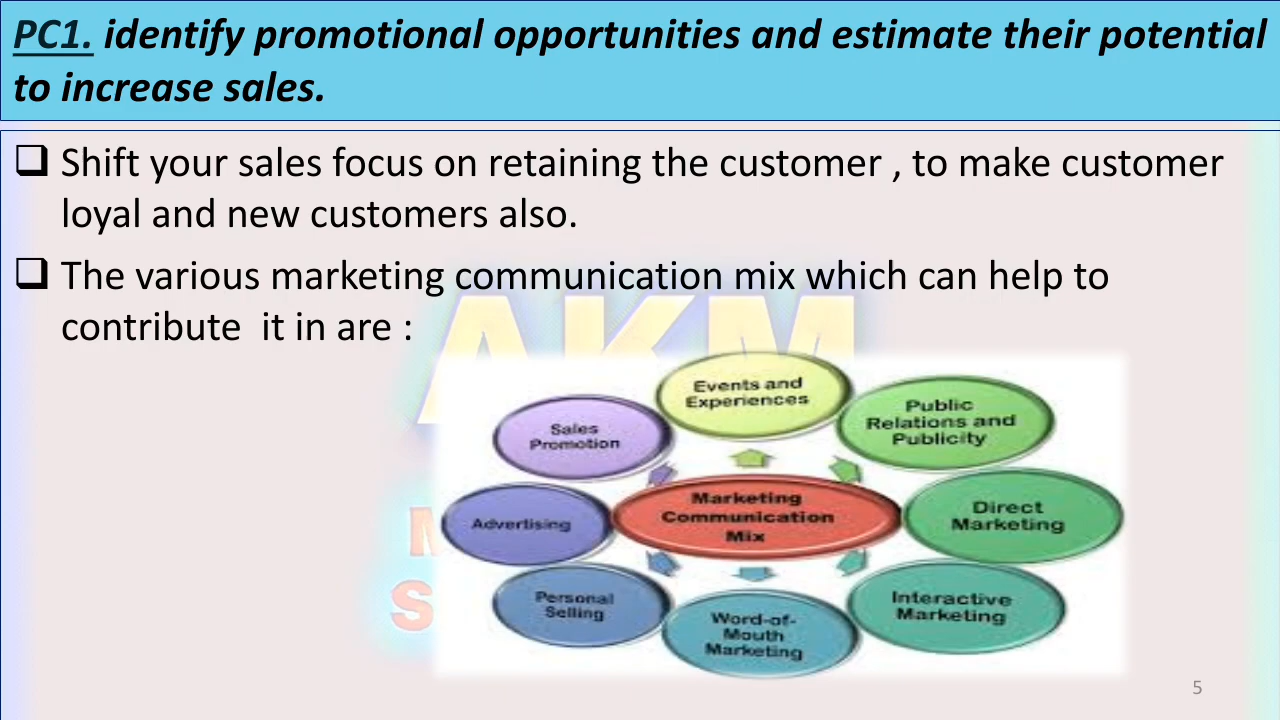 PC1. identify promotional opportunities and estimate their potential
to increase sales.
❑ Shift your sales focus on retaining the customer , to make customer
loyal and new customers also.
❑ The various marketing communication mix which can help to
contribute it in are :
AKM
Events and
Experiences
Public
Relations and
Publicity
Sales
Promotion
Marketing
Communication
Mix
Direct
Marketing
Advertising
Personal
Selling
Interactive
Marketing
Word-of-
Mouth
Marketing
5